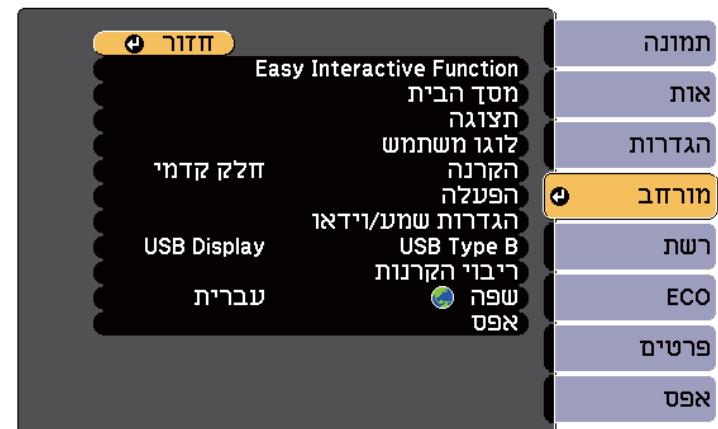 תמונה
אות
הגדרות
מורחב
רשת
ECO
פרטים
אפס
חזור
Easy Interactive Function
מסך הבית
תצוגה
לוגו משתמש
הקרנה חלק קדמי
הפעלה
הגדרות שמע/וידאו
USB Type B USB Display
ריבוי הקרנות
שפה עברית
אפס